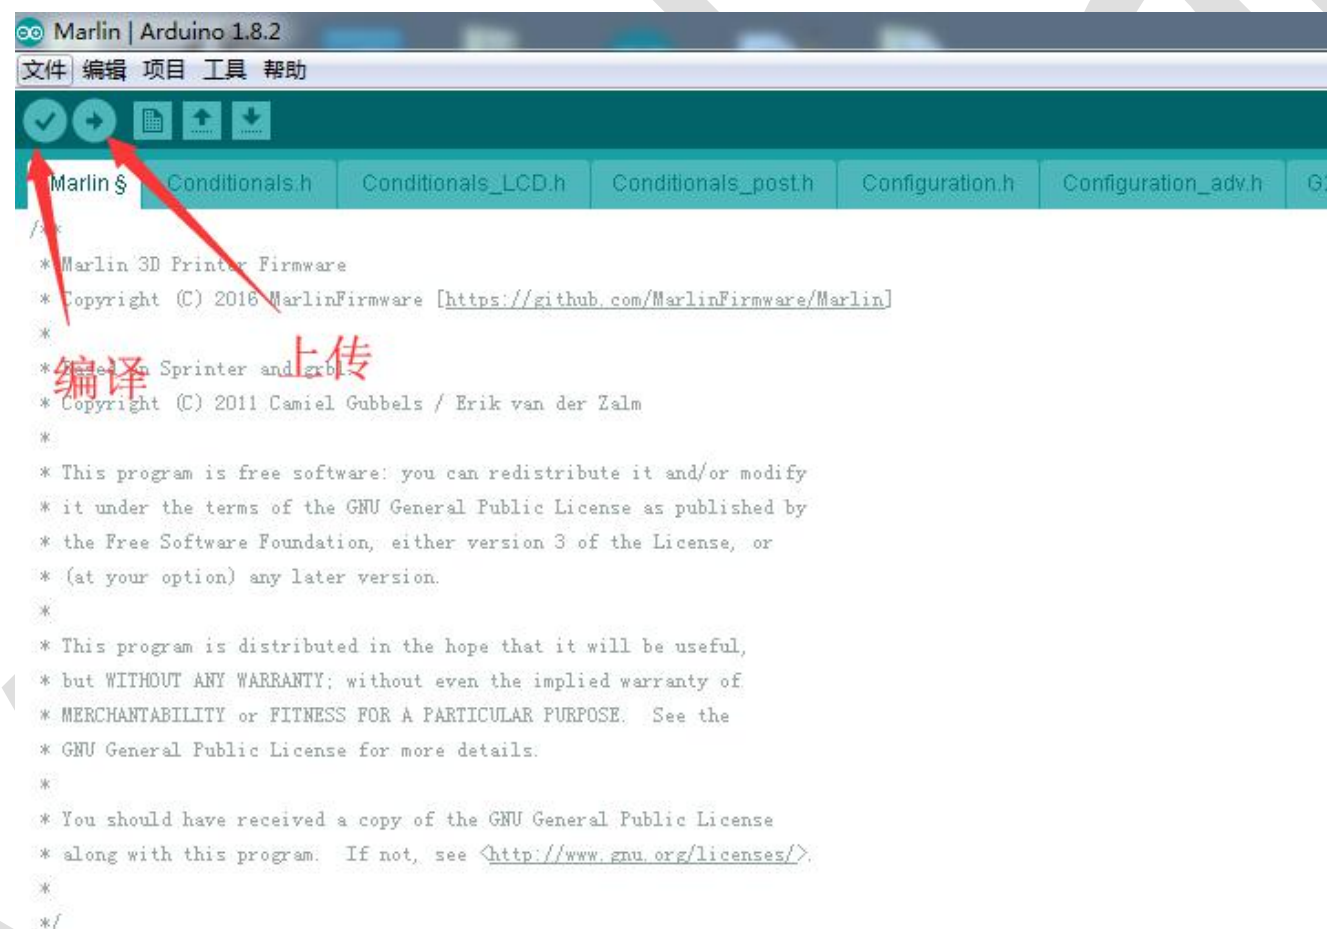 Marlin | Arduino 1.8.2
文件 编辑 项目 工具 帮助
Marlin § Conditionals.h Conditionals_LCD.h Conditionals_post.h Configuration.h Configuration_adv.h
/**
* Marlin 3D Printer Firmware
* Copyright (C) 2016 MarlinFirmware [https://github.com/MarlinFirmware/Marlin]
*
* Based on Sprinter and grbl.
上传
编译
* Copyright (C) 2011 Camiel Gubbels / Erik van der Zalm
*
* This program is free software: you can redistribute it and/or modify
* it under the terms of the GNU General Public License as published by
* the Free Software Foundation, either version 3 of the License, or
* (at your option) any later version.
*
* This program is distributed in the hope that it will be useful,
* but WITHOUT ANY WARRANTY; without even the implied warranty of
* MERCHANTABILITY or FITNESS FOR A PARTICULAR PURPOSE.  See the
* GNU General Public License for more details.
*
* You should have received a copy of the GNU General Public License
* along with this program.  If not, see <http://www.gnu.org/licenses/>.
*
*/